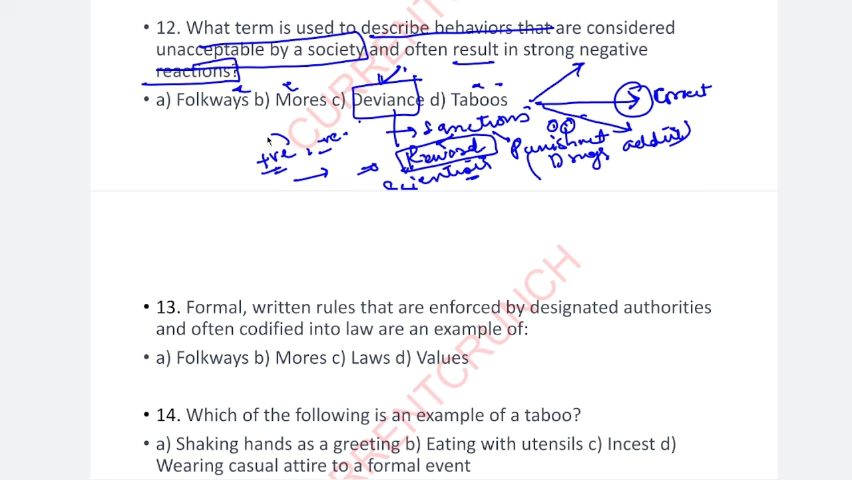 • 12. What term is used to describe behaviors that are considered
unacceptable by a society and often result in strong negative
reactions?
• a) Folkways b) Mores c) Deviance d) Taboos
Correct
Sanctions
+ve , -ve.
Reward
Punishment
Drugs
• 13. Formal, written rules that are enforced by designated authorities
and often codified into law are an example of:
• a) Folkways b) Mores c) Laws d) Values
• 14. Which of the following is an example of a taboo?
• a) Shaking hands as a greeting b) Eating with utensils c) Incest d)
Wearing casual attire to a formal event
CURRENTCRUNCH